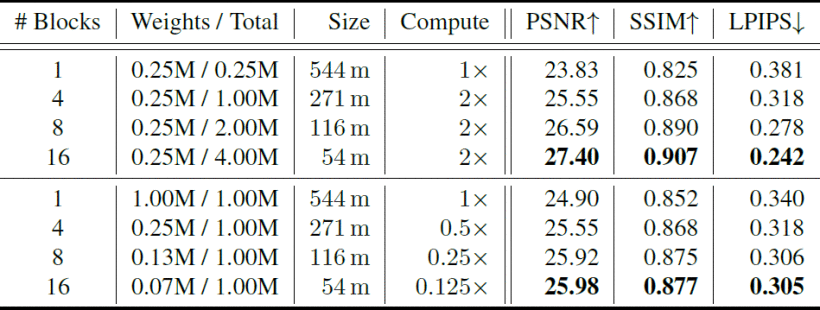 # Blocks Weights / Total Size Compute PSNR↑ SSIM↑ LPIPS↓
1 0.25M / 0.25M 544 m 1× 23.83 0.825 0.381
4 0.25M / 1.00M 271 m 2× 25.55 0.868 0.318
8 0.25M / 2.00M 116 m 2× 26.59 0.890 0.278
16 0.25M / 4.00M 54 m 2× 27.40 0.907 0.242
1 1.00M / 1.00M 544 m 1× 24.90 0.852 0.340
4 0.25M / 1.00M 271 m 0.5× 25.55 0.868 0.318
8 0.13M / 1.00M 116 m 0.25× 25.92 0.875 0.306
16 0.07M / 1.00M 54 m 0.125× 25.98 0.877 0.305